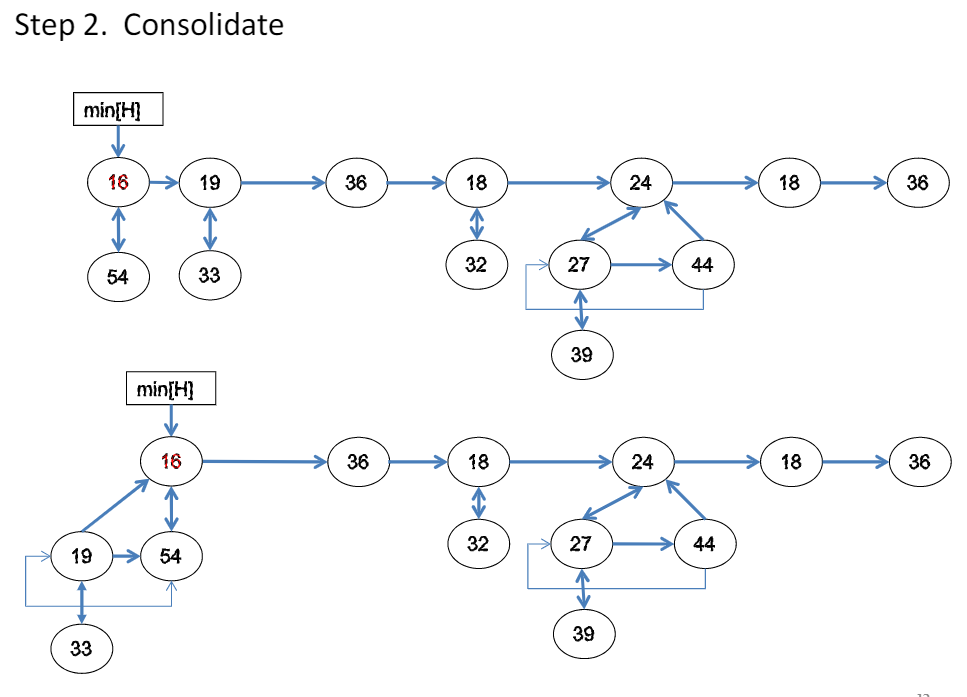 Step 2. Consolidate
min[H]
16 19 36 18 24 18 36
54 33 32 27 44
39
min[H]
16 36 18 24 18 36
19 54 32 27 44
33 39